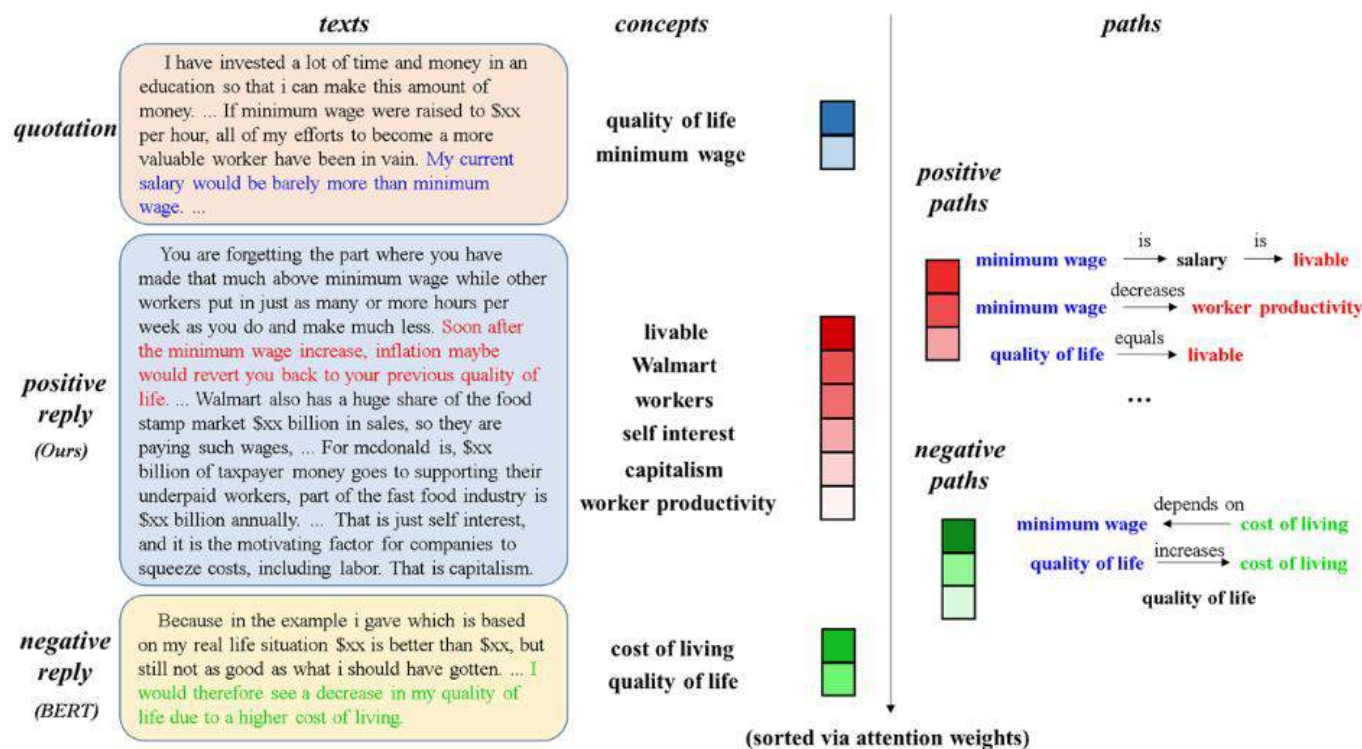 texts
concepts
paths
quotation
I have invested a lot of time and money in an
education so that i can make this amount of
money. ... If minimum wage were raised to $xx
per hour, all of my efforts to become a more
valuable worker have been in vain. My current
salary would be barely more than minimum
wage. ...
quality of life
minimum wage
positive
reply
(Ours)
You are forgetting the part where you have
made that much above minimum wage while other
workers put in just as many or more hours per
week as you do and make much less. Soon after
the minimum wage increase, inflation maybe
would revert you back to your previous quality of
life. ... Walmart also has a huge share of the food
stamp market $xx billion in sales, so they are
paying such wages, ... For mcdonald is, $xx
billion of taxpayer money goes to supporting their
underpaid workers, part of the fast food industry is
$xx billion annually. ... That is just self interest,
and it is the motivating factor for companies to
squeeze costs, including labor. That is capitalism.
livable
Walmart
workers
self interest
capitalism
worker productivity
negative
reply
(BERT)
Because in the example i gave which is based
on my real life situation $xx is better than $xx, but
still not as good as what i should have gotten. ... I
would therefore see a decrease in my quality of
life due to a higher cost of living.
cost of living
quality of life
(sorted via attention weights)
positive
paths
minimum wage is salary is livable
minimum wage decreases worker productivity
quality of life equals livable
...
negative
paths
minimum wage depends on cost of living
quality of life increases cost of living
quality of life